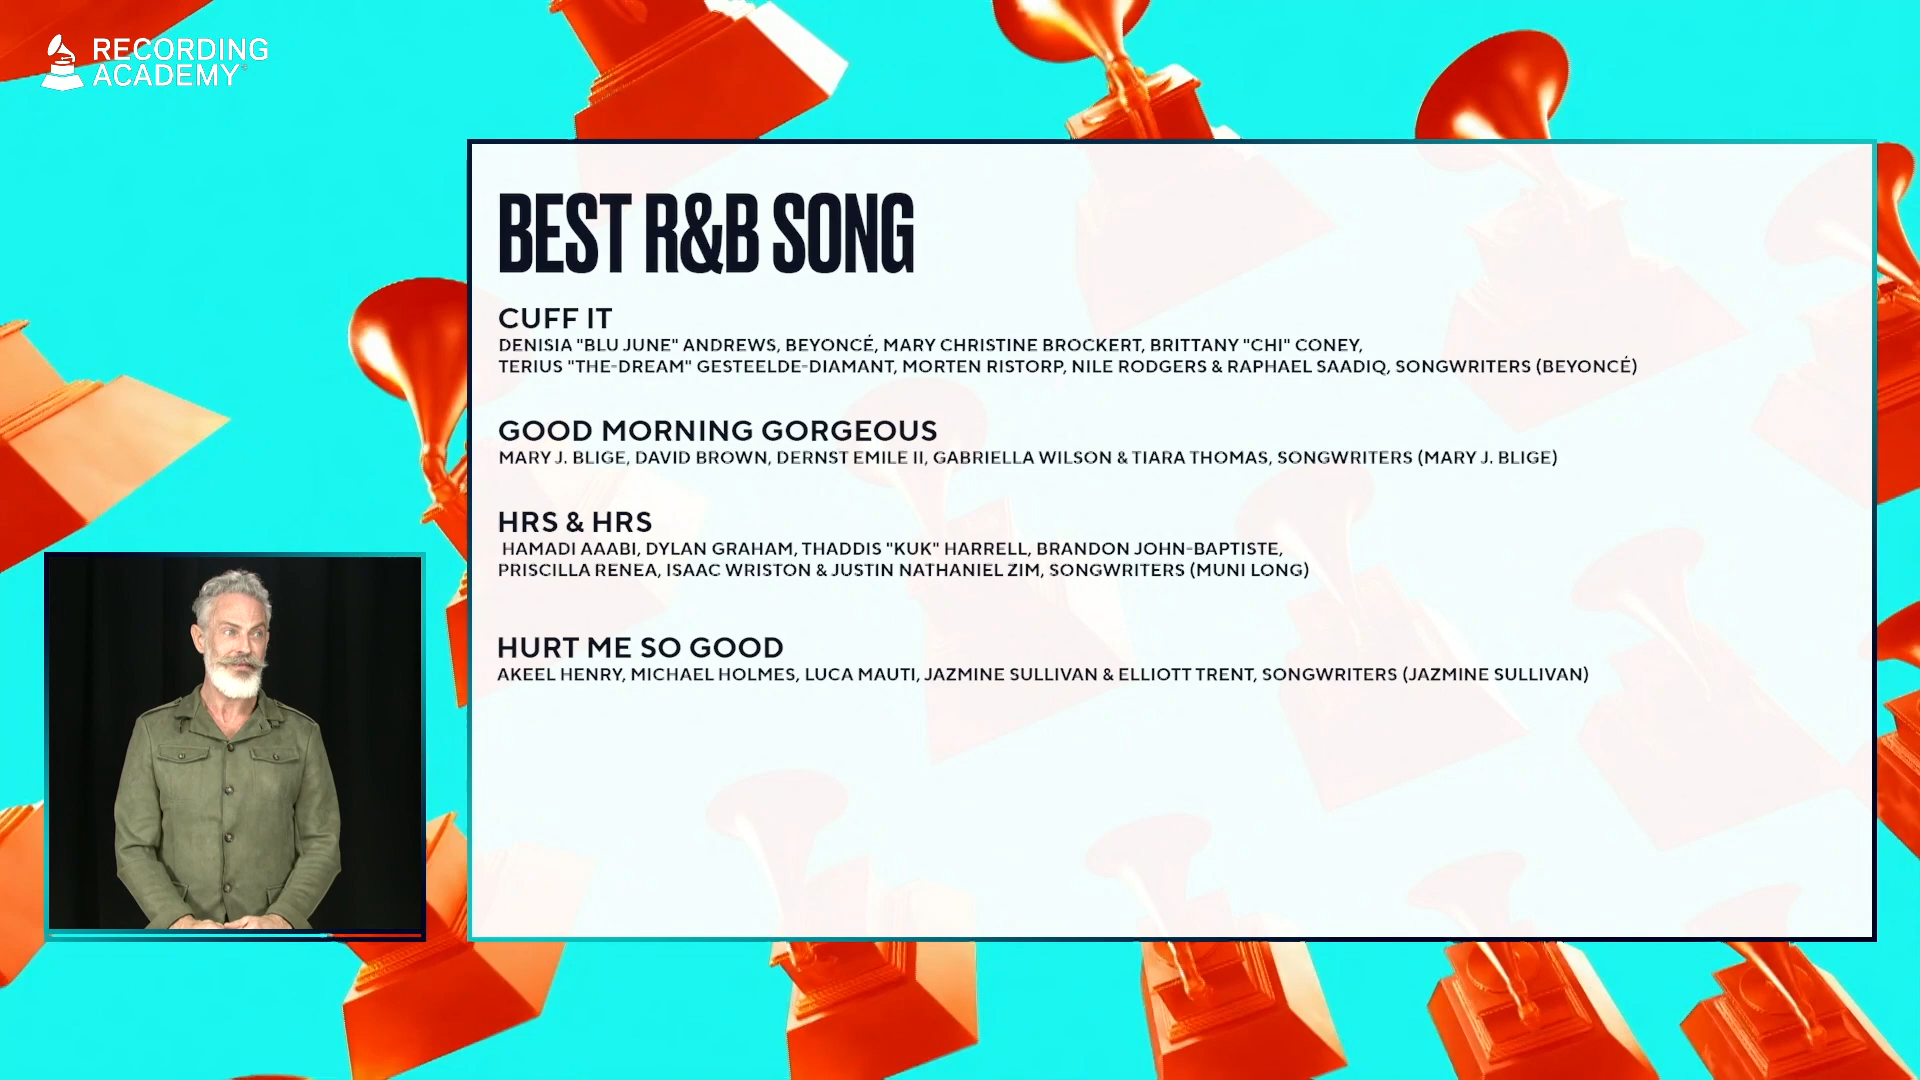 RECORDING
ACADEMY
BEST R&B SONG
CUFF IT
DENISIA "BLU JUNE" ANDREWS, BEYONCÉ, MARY CHRISTINE BROCKERT, BRITTANY "CHI" CONEY,
TERIUS "THE-DREAM" GESTEELDE-DIAMANT, MORTEN RISTORP, NILE RODGERS & RAPHAEL SAADIQ, SONGWRITERS (BEYONCÉ)
GOOD MORNING GORGEOUS
MARY J. BLIGE, DAVID BROWN, DERNST EMILE II, GABRIELLA WILSON & TIARA THOMAS, SONGWRITERS (MARY J. BLIGE)
HRS & HRS
HAMADI AAABI, DYLAN GRAHAM, THADDIS "KUK" HARRELL, BRANDON JOHN-BAPTISTE,
PRISCILLA RENEA, ISAAC WRISTON & JUSTIN NATHANIEL ZIM, SONGWRITERS (MUNI LONG)
HURT ME SO GOOD
AKEEL HENRY, MICHAEL HOLMES, LUCA MAUTI, JAZMINE SULLIVAN & ELLIOTT TRENT, SONGWRITERS (JAZMINE SULLIVAN)